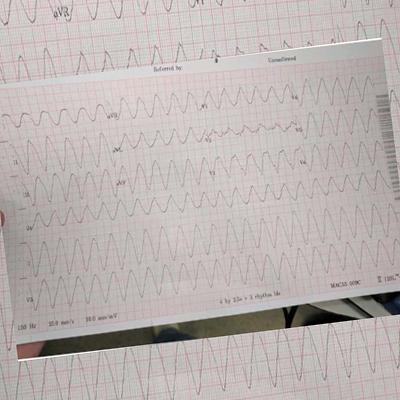 aVR
Referred by:
Unconfirmed
aVR
V1
V4
II
aVL
V2
V5
III
aVF
V3
V6
V5
150 Hz 25.0 mm/s 10.0 mm/mV
4 by 2.5s + 3 rhythm lds
MAC55 009C